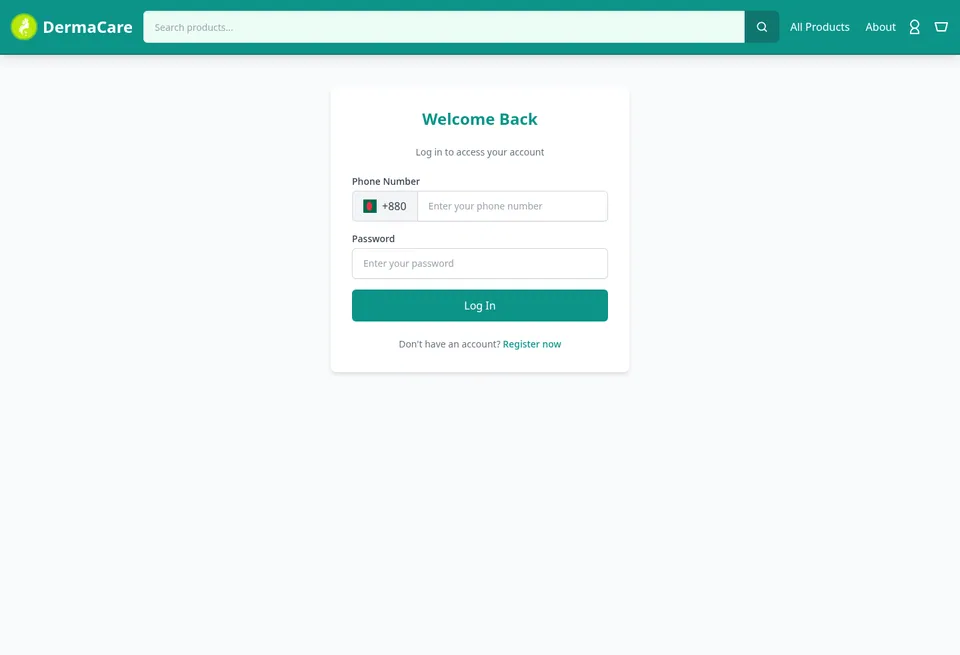 DermaCare
Search products...
All Products
About
Welcome Back
Log in to access your account
Phone Number
+880
Enter your phone number
Password
Enter your password
Log In
Don't have an account? Register now